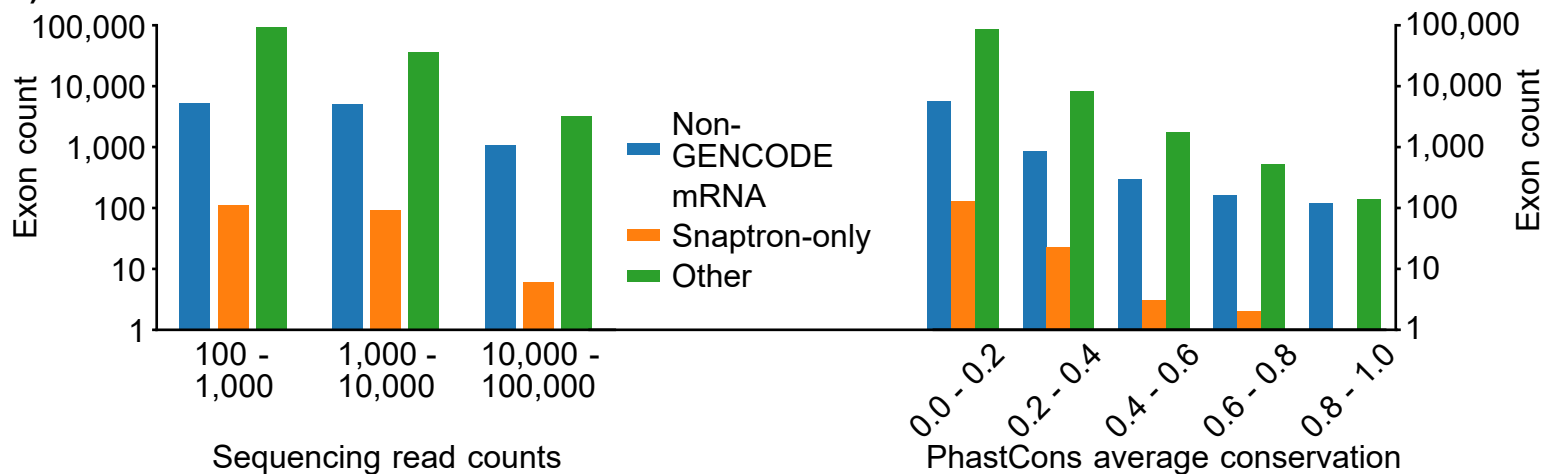 )
100,000
10,000
1,000
100
10
1
Exon count
100 -
1,000
1,000 -
10,000
10,000 -
100,000
Sequencing read counts
Non-
GENCODE
mRNA
Snaptron-only
Other
100,000
10,000
1,000
100
10
1
Exon count
0.0 - 0.2
0.2 - 0.4
0.4 - 0.6
0.6 - 0.8
0.8 - 1.0
PhastCons average conservation